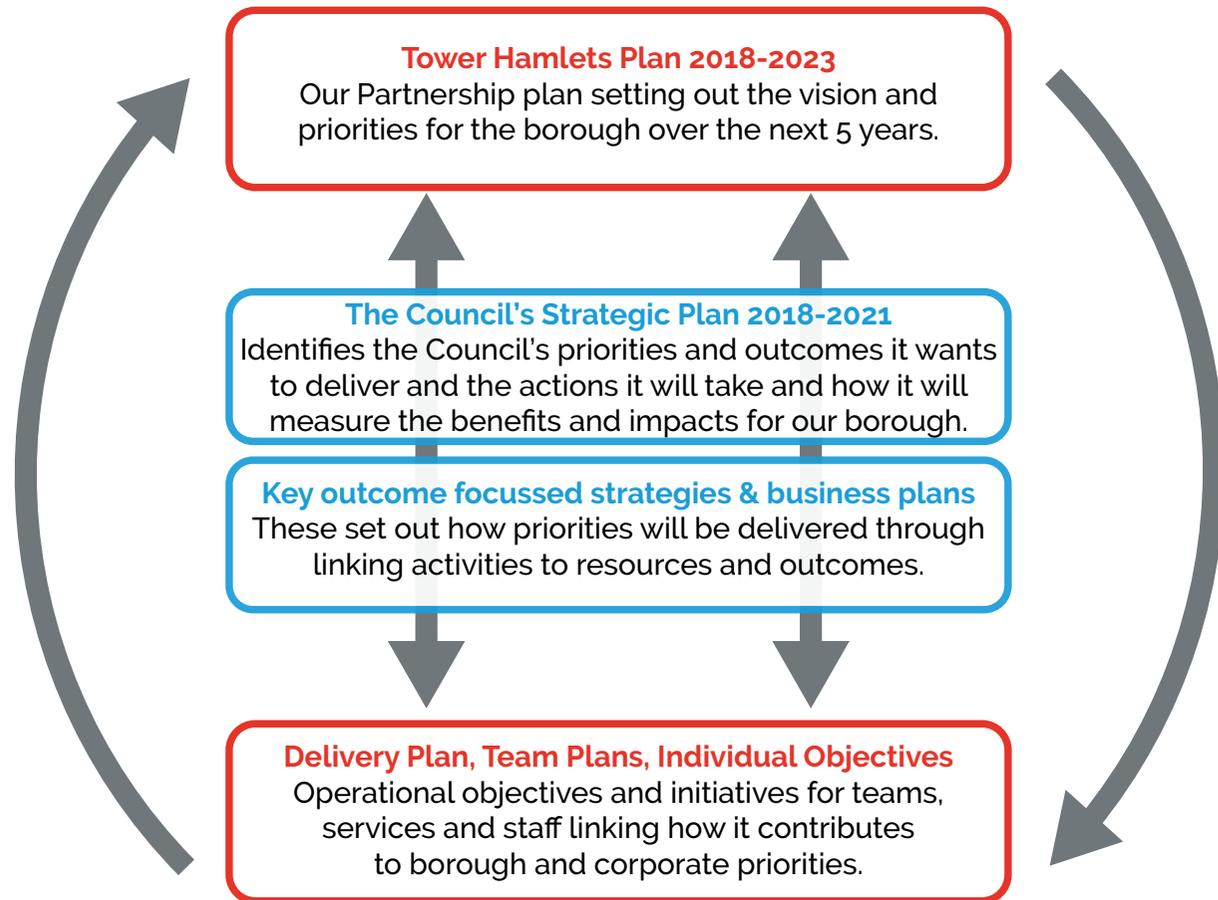 Tower Hamlets Plan 2018-2023
Our Partnership plan setting out the vision and
priorities for the borough over the next 5 years.
The Council’s Strategic Plan 2018-2021
Identifies the Council’s priorities and outcomes it wants
to deliver and the actions it will take and how it will
measure the benefits and impacts for our borough.
Key outcome focussed strategies & business plans
These set out how priorities will be delivered through
linking activities to resources and outcomes.
Delivery Plan, Team Plans, Individual Objectives
Operational objectives and initiatives for teams,
services and staff linking how it contributes
to borough and corporate priorities.